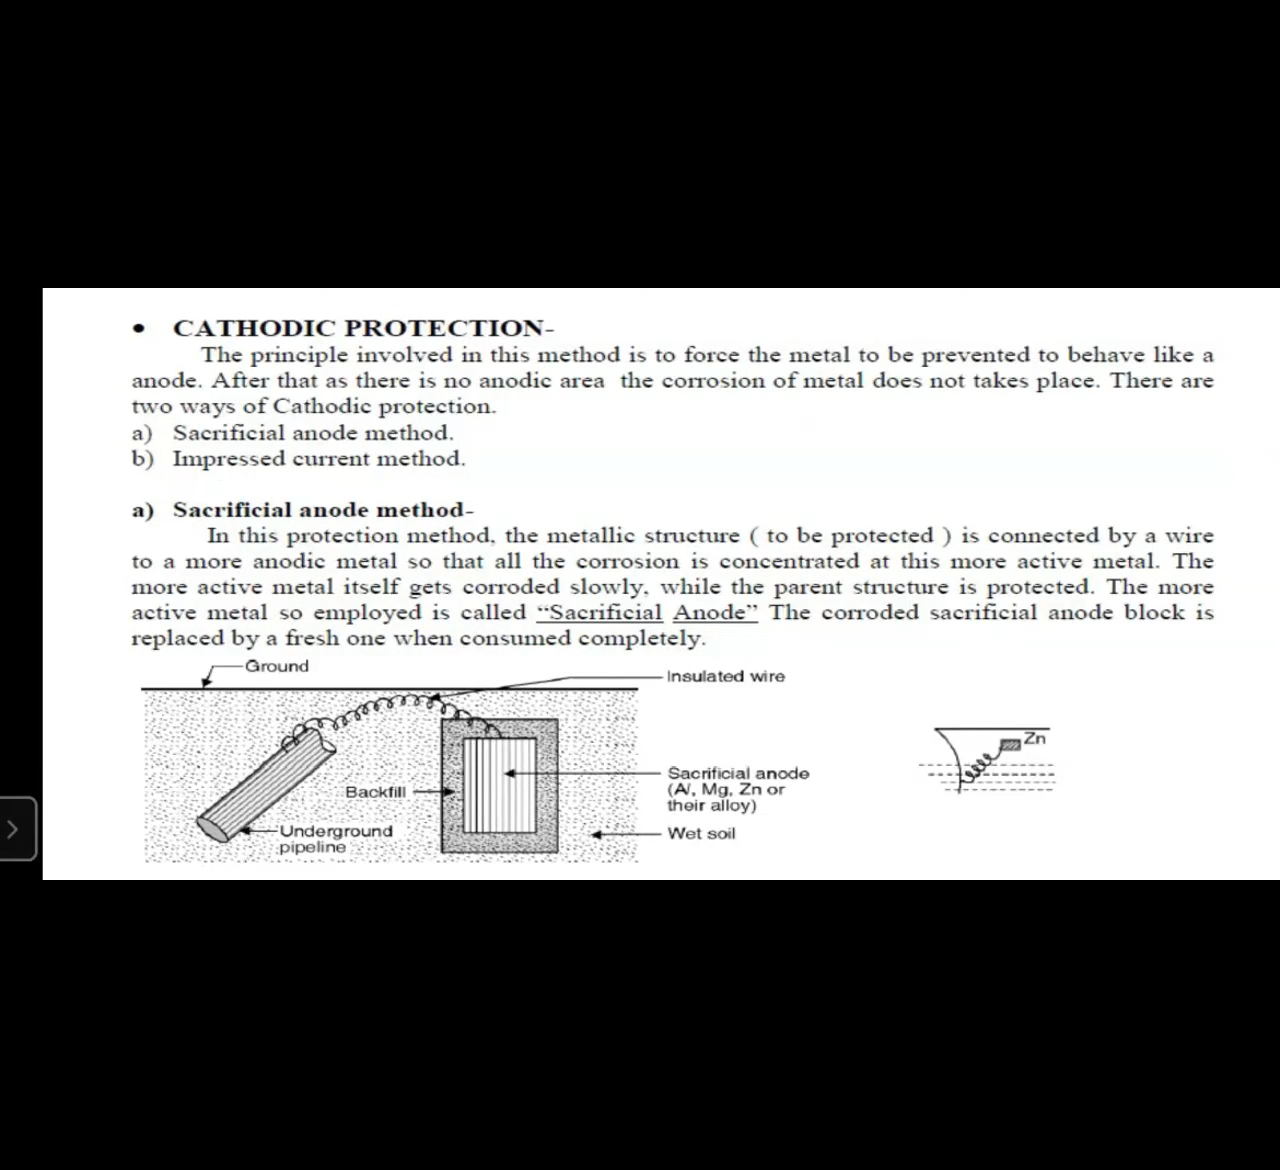 • CATHODIC PROTECTION-
The principle involved in this method is to force the metal to be prevented to behave like a
anode. After that as there is no anodic area the corrosion of metal does not takes place. There are
two ways of Cathodic protection.
a) Sacrificial anode method.
b) Impressed current method.
a) Sacrificial anode method-
In this protection method, the metallic structure ( to be protected ) is connected by a wire
to a more anodic metal so that all the corrosion is concentrated at this more active metal. The
more active metal itself gets corroded slowly, while the parent structure is protected. The more
active metal so employed is called “Sacrificial Anode” The corroded sacrificial anode block is
replaced by a fresh one when consumed completely.
Ground
Insulated wire
Zn
Sacrificial anode
(Al, Mg, Zn or
their alloy)
Backfill
Underground
pipeline
Wet soil